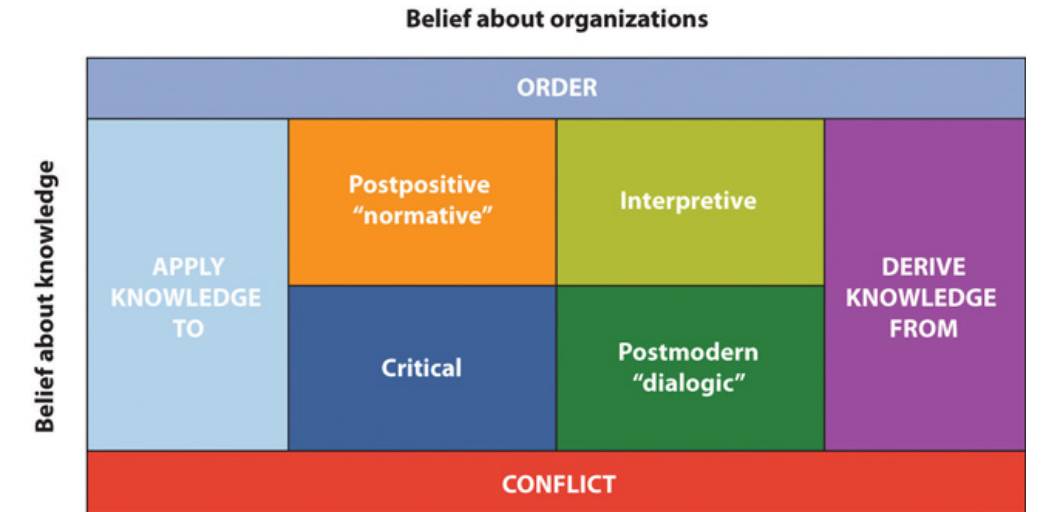 Belief about organizations
ORDER
Belief about knowledge
APPLY
KNOWLEDGE
TO
Postpositive
“normative”
Interpretive
DERIVE
KNOWLEDGE
FROM
Critical
Postmodern
“dialogic”
CONFLICT